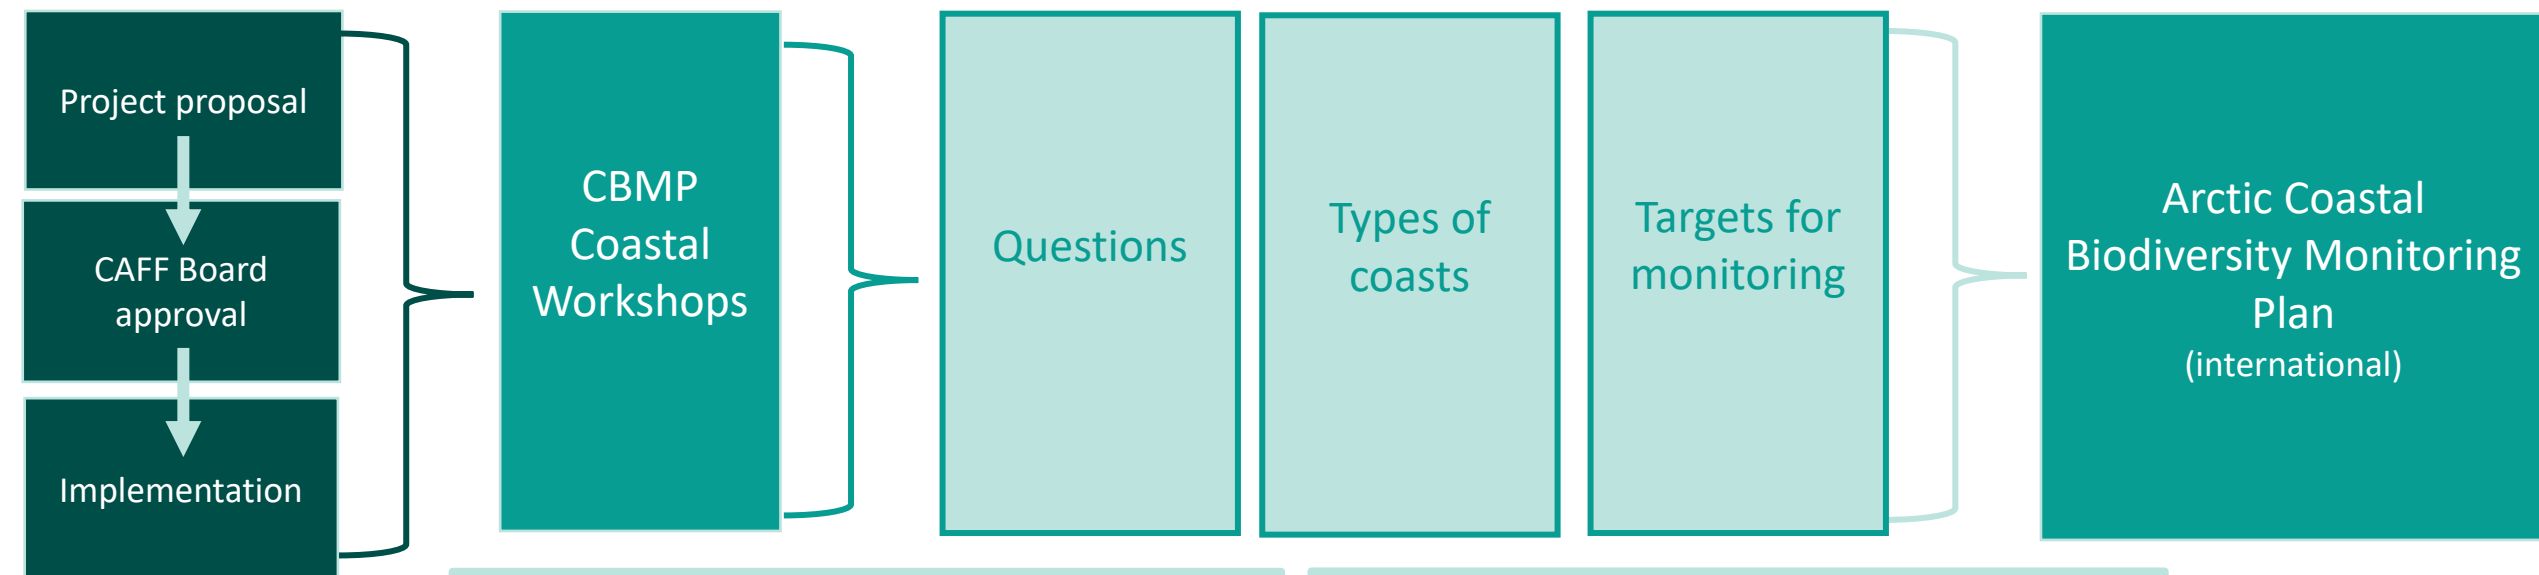 Project proposal
CAFF Board
approval
Implementation
CBMP
Coastal
Workshops
Questions
Types of
coasts
Targets for
monitoring
Arctic Coastal
Biodiversity Monitoring
Plan
(international)